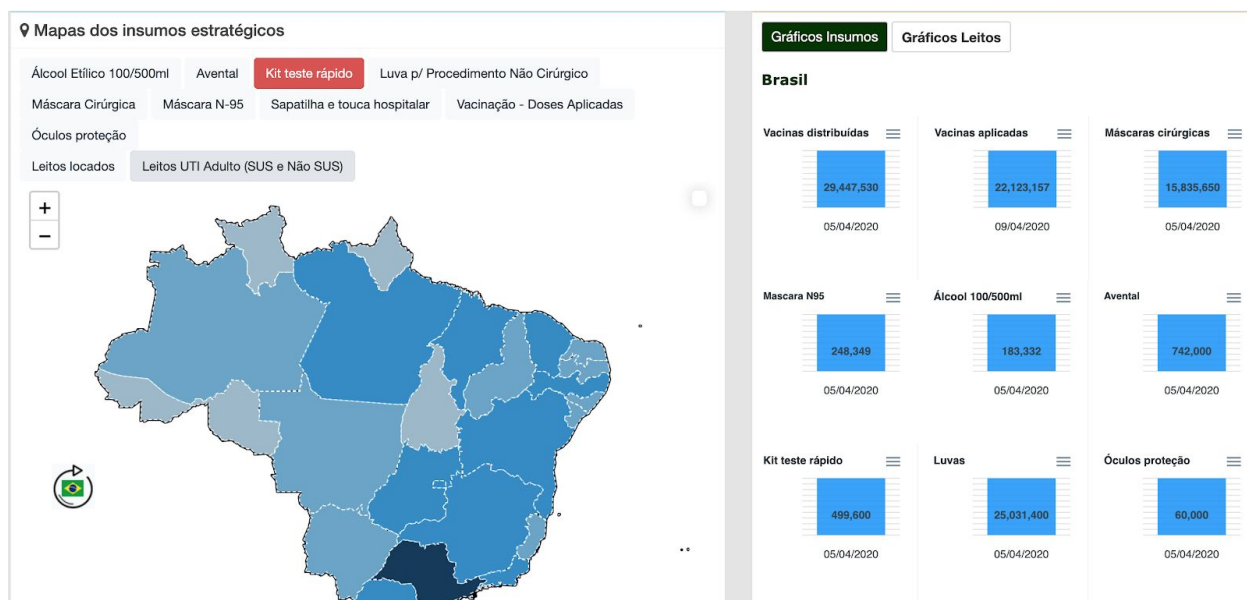 Mapas dos insumos estratégicos
Álcool Etílico 100/500ml Avental Kit teste rápido Luva p/ Procedimento Não Cirúrgico
Máscara Cirúrgica Máscara N-95 Sapatilha e touca hospitalar Vacinação - Doses Aplicadas
Óculos proteção
Leitos locados Leitos UTI Adulto (SUS e Não SUS)
+
−
Gráficos Insumos Gráficos Leitos
Brasil
Vacinas distribuídas Vacinas aplicadas Máscaras cirúrgicas
29,447,530 22,123,157 15,835,650
05/04/2020 09/04/2020 05/04/2020
Mascara N95 Álcool 100/500ml Avental
248,349 183,332 742,000
05/04/2020 05/04/2020 05/04/2020
Kit teste rápido Luvas Óculos proteção
499,600 25,031,400 60,000
05/04/2020 05/04/2020 05/04/2020